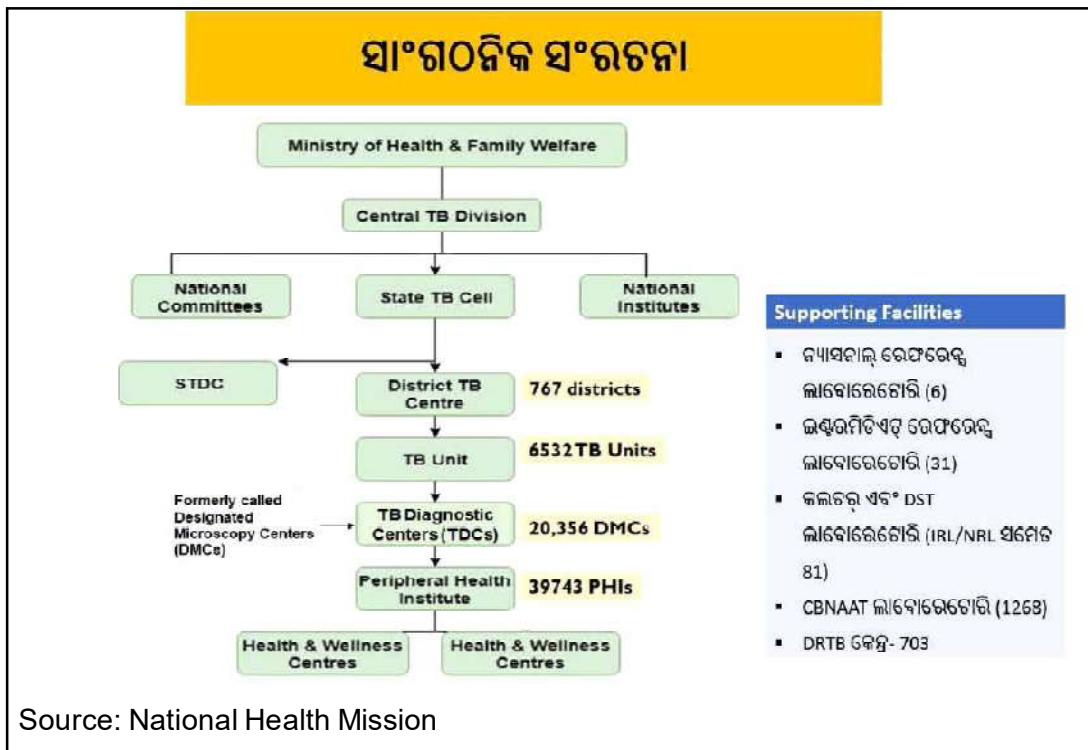 ସାଂଗଠନିକ ସଂରଚନା
Ministry of Health & Family Welfare
Central TB Division
National
Committees
State TB Cell
National
Institutes
STDC
District TB
Centre
767 districts
TB Unit
6532 TB Units
Formerly called
Designated
Microscopy Centers
(DMCs)
TB Diagnostic
Centers (TDCs)
20,356 DMCs
Peripheral Health
Institute
39743 PHIs
Health & Wellness
Centres
Health & Wellness
Centres
Supporting Facilities
▪ ନ୍ୟାସନାଲ୍ ରେଫରେନ୍ସ
ଲାବୋରେଟୋରି (6)
▪ ଇଣ୍ଟରମିଡିଏଟ୍ ରେଫରେନ୍ସ
ଲାବୋରେଟୋରି (31)
▪ କଲଚର୍ ଏବଂ DST
ଲାବୋରେଟୋରି (IRL/NRL ସମେତ
81)
▪ CBNAAT ଲାବୋରେଟୋରି (1268)
▪ DRTB କେନ୍ଦ୍ର- 703
Source: National Health Mission